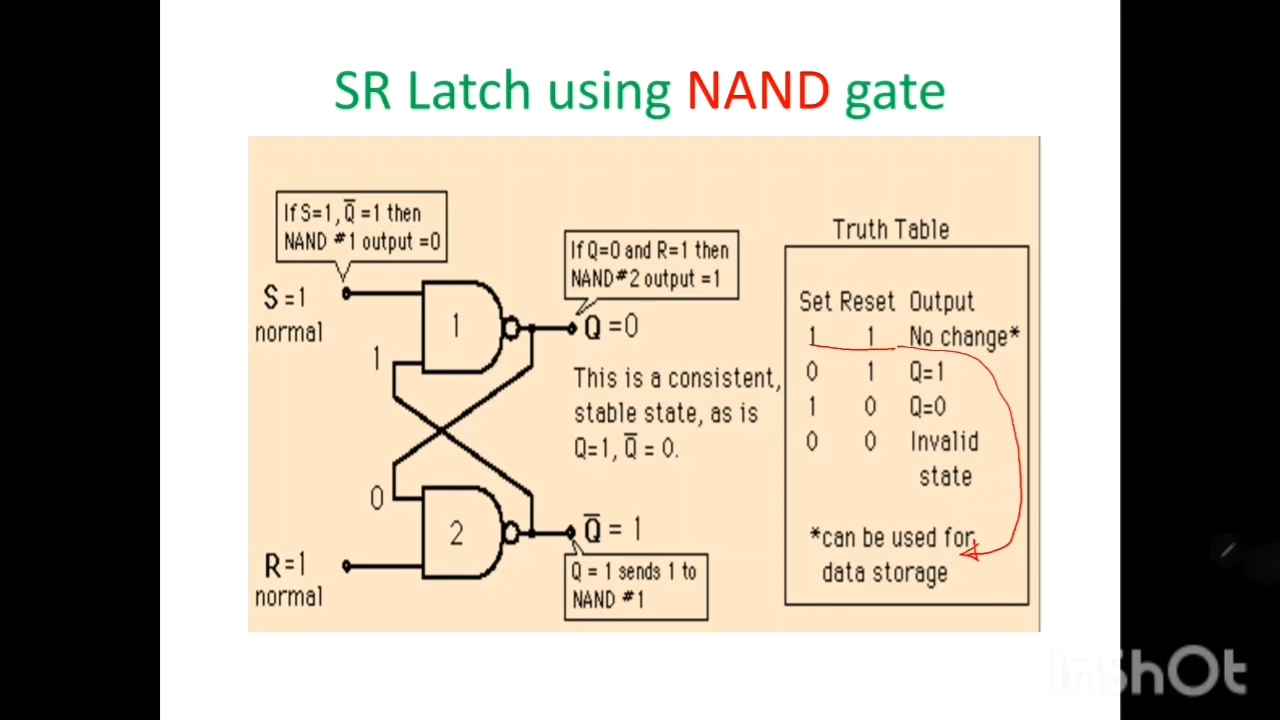 SR Latch using NAND gate
If S=1, Q̅ =1 then
NAND #1 output =0
S =1
normal
1
1
If Q=0 and R=1 then
NAND#2 output =1
Q =0
This is a consistent,
stable state, as is
Q=1, Q̅ = 0.
0
2
R=1
normal
Q̅ = 1
Q = 1 sends 1 to
NAND #1
Truth Table
Set Reset Output
1 1 No change*
0 1 Q=1
1 0 Q=0
0 0 Invalid
state
*can be used for
data storage
InShOt